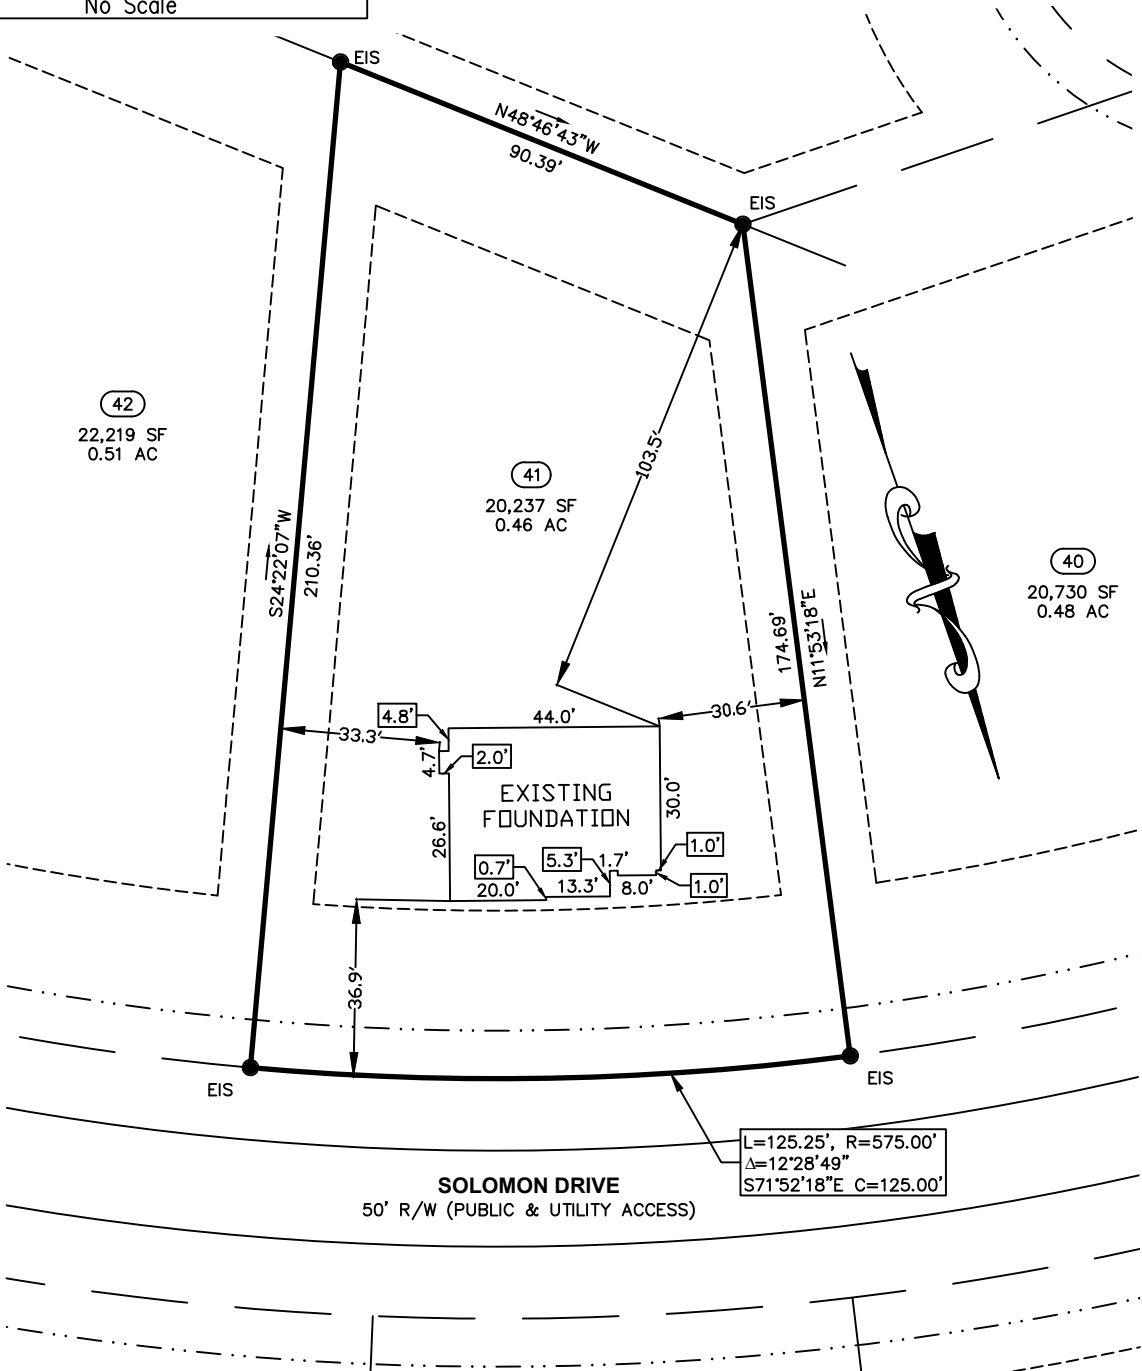 No Scale
EIS
N48°46'43"W
90.39'
EIS
103.5'
42
22,219 SF
0.51 AC
41
20,237 SF
0.46 AC
40
20,730 SF
0.48 AC
S24°22'07"W
210.36'
174.69'
N11°53'18"E
4.8'
44.0'
30.6'
33.3'
4.7'
2.0'
EXISTING
FOUNDATION
30.0'
26.6'
0.7'
5.3'
1.7'
1.0'
20.0'
13.3'
8.0'
1.0'
36.9'
EIS
EIS
L=125.25', R=575.00'
Δ=12°28'49"
S71°52'18"E C=125.00'
SOLOMON DRIVE
50' R/W (PUBLIC & UTILITY ACCESS)